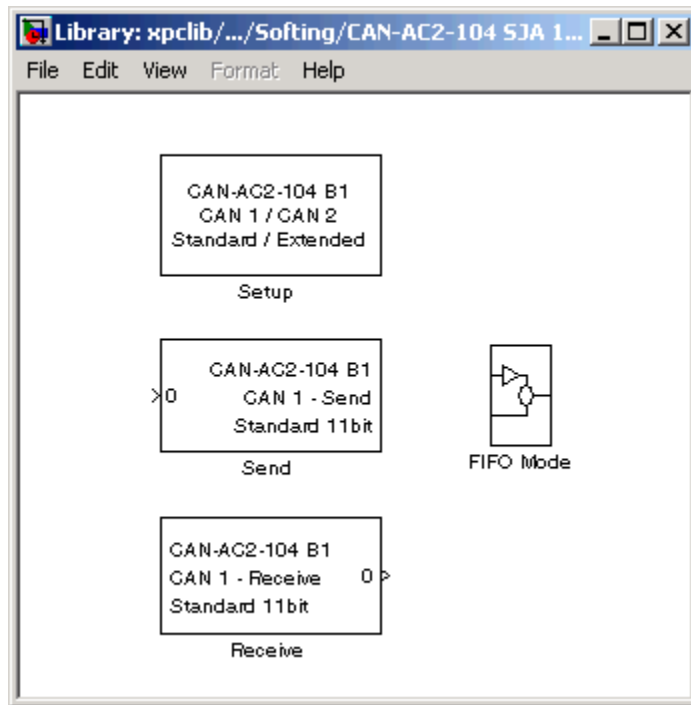 Library: xpclib/.../Softing/CAN-AC2-104 SJA 1...
File Edit View Format Help
CAN-AC2-104 B1
CAN 1 / CAN 2
Standard / Extended
Setup
CAN-AC2-104 B1
0 CAN 1 - Send
Standard 11bit
Send
FIFO Mode
CAN-AC2-104 B1
CAN 1 - Receive 0
Standard 11bit
Receive